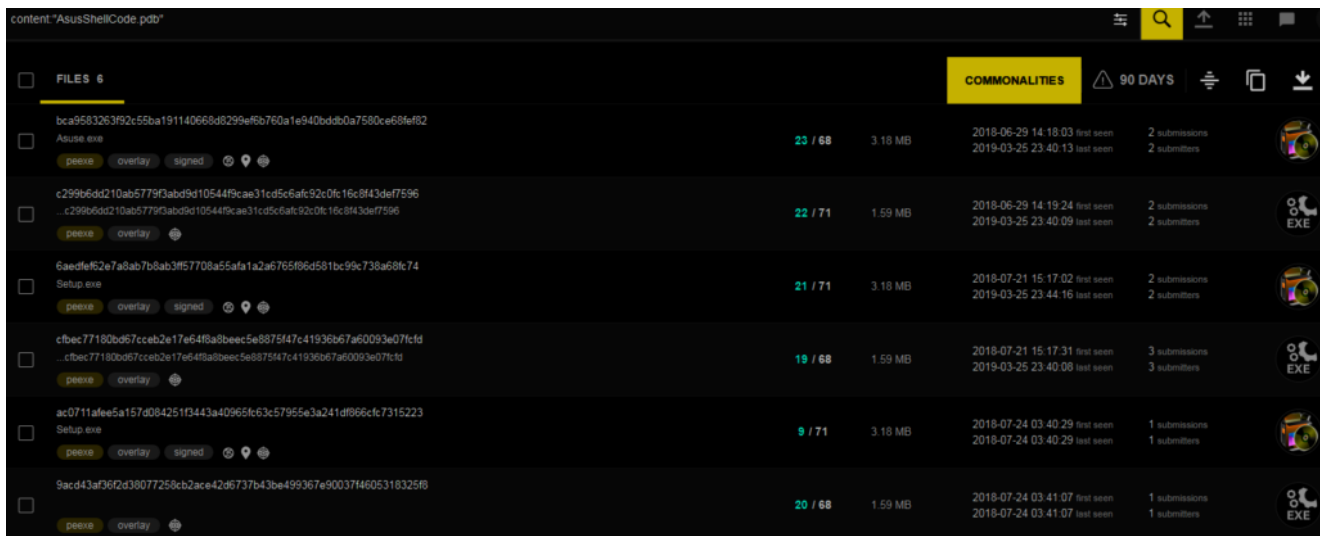 content:"AsusShellCode.pdb"
FILES 6
COMMONALITIES
90 DAYS
bca9583263f92c55ba191140668d8299ef6b760a1e940bddb0a7580ce68fef82
Asuse.exe
peexe overlay signed
23 / 68
3.18 MB
2018-06-29 14:18:03 first seen
2019-03-25 23:40:13 last seen
2 submissions
2 submitters
c299b6dd210ab5779f3abd9d10544f9cae31cd5c6afc92c0fc16c8f43def7596
...c299b6dd210ab5779f3abd9d10544f9cae31cd5c6afc92c0fc16c8f43def7596
peexe overlay
22 / 71
1.59 MB
2018-06-29 14:19:24 first seen
2019-03-25 23:40:09 last seen
2 submissions
2 submitters
EXE
6aedfef62e7a8ab7b8ab3ff57708a55afa1a2a6765f86d581bc99c738a68fc74
Setup.exe
peexe overlay signed
21 / 71
3.18 MB
2018-07-21 15:17:02 first seen
2019-03-25 23:44:16 last seen
2 submissions
2 submitters
cfbec77180bd67cceb2e17e64f8a8beec5e8875f47c41936b67a60093e07fcfd
...cfbec77180bd67cceb2e17e64f8a8beec5e8875f47c41936b67a60093e07fcfd
peexe overlay
19 / 68
1.59 MB
2018-07-21 15:17:31 first seen
2019-03-25 23:40:08 last seen
3 submissions
3 submitters
EXE
ac0711afee5a157d084251f3443a40965fc63c57955e3a241df866cfc7315223
Setup.exe
peexe overlay signed
9 / 71
3.18 MB
2018-07-24 03:40:29 first seen
2018-07-24 03:40:29 last seen
1 submissions
1 submitters
9acd43af36f2d38077258cb2ace42d6737b43be499367e90037f4605318325f8
peexe overlay
20 / 68
1.59 MB
2018-07-24 03:41:07 first seen
2018-07-24 03:41:07 last seen
1 submissions
1 submitters
EXE